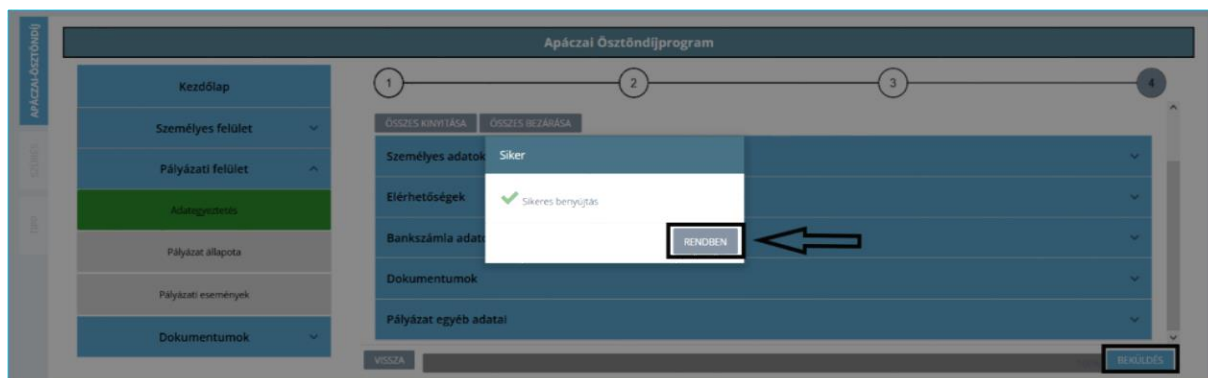 APÁCZAI-ÖSZTÖNDÍJ
Apáczai Ösztöndíjprogram
Kezdőlap
Személyes felület
Pályázati felület
Adategyeztetés
Pályázat állapota
Pályázati események
Dokumentumok
1
2
3
4
ÖSSZES KINYITÁSA
ÖSSZES BEZÁRÁSA
Személyes adatok
Elérhetőségek
Bankszámla adato
Dokumentumok
Pályázat egyéb adatai
Siker
Sikeres benyújtás
RENDBEN
VISSZA
BEKÜLDÉS